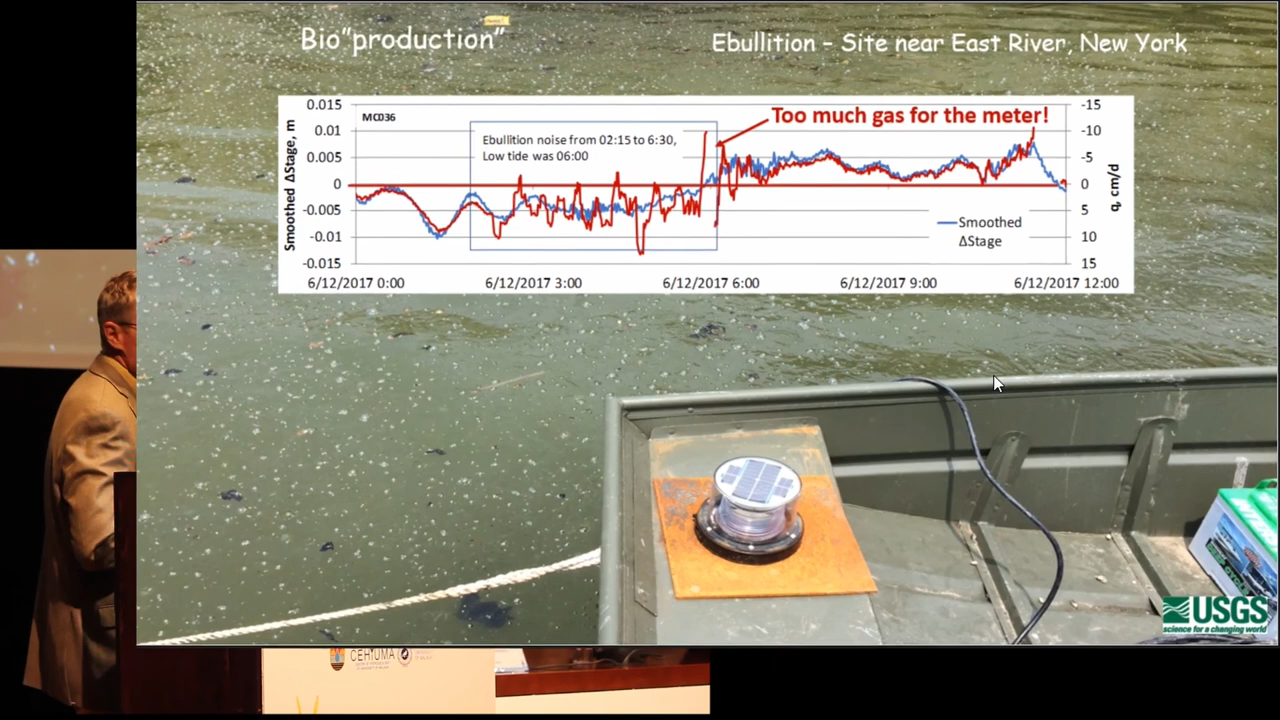 Bio"production"
Ebullition – Site near East River, New York
Too much gas for the meter!
MC036
Ebullition noise from 02:15 to 6:30,
Low tide was 06:00
Smoothed ΔStage, m
0.015
0.01
0.005
0
-0.005
-0.01
-0.015
-15
-10
-5
0
5
10
15
q, cm/d
Smoothed
ΔStage
6/12/2017 0:00
6/12/2017 3:00
6/12/2017 6:00
6/12/2017 9:00
6/12/2017 12:00
USGS
science for a changing world
CEHYUMA